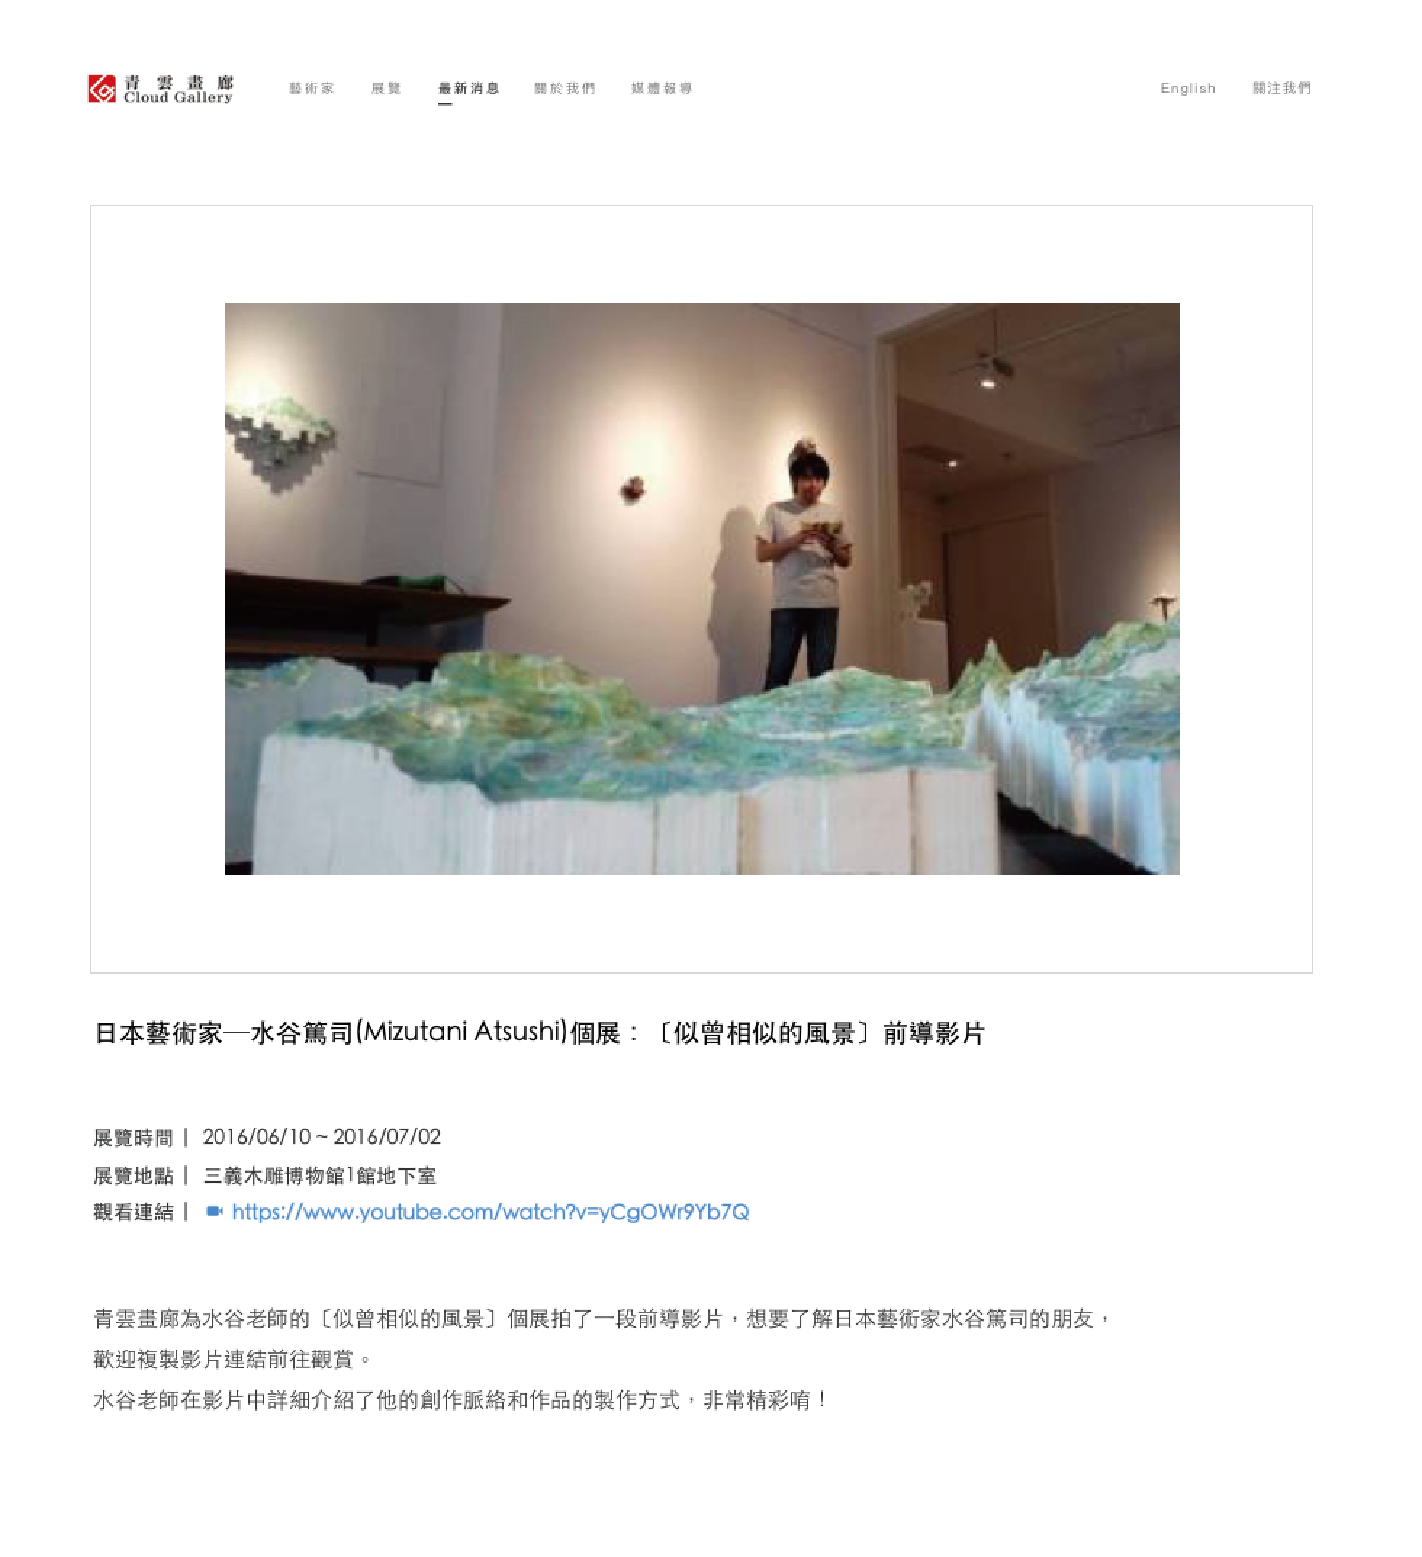 青雲畫廊
Cloud Gallery
藝術家 展覽 最新消息 關於我們 媒體報導 English 關注我們
日本藝術家—水谷篤司(Mizutani Atsushi)個展：〔似曾相似的風景〕前導影片
展覽時間｜ 2016/06/10 ~ 2016/07/02
展覽地點｜ 三義木雕博物館1館地下室
觀看連結｜ https://www.youtube.com/watch?v=yCgOWr9Yb7Q
青雲畫廊為水谷老師的〔似曾相似的風景〕個展拍了一段前導影片，想要了解日本藝術家水谷篤司的朋友，
歡迎複製影片連結前往觀賞。
水谷老師在影片中詳細介紹了他的創作脈絡和作品的製作方式，非常精彩唷！